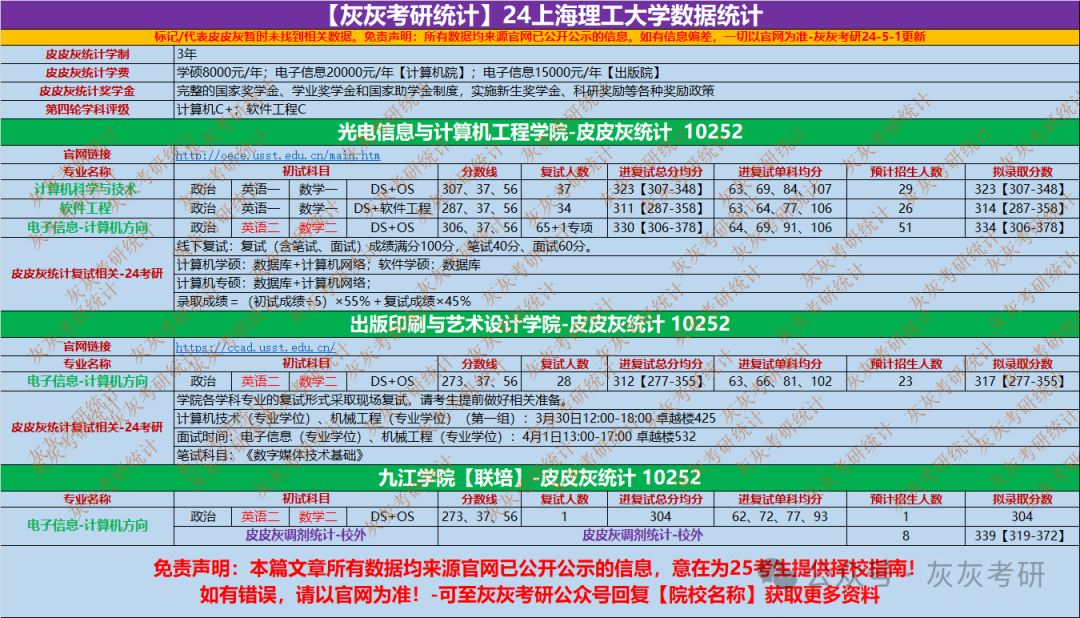 【灰灰考研统计】24上海理工大学数据统计
标记/代表皮皮灰暂时未找到相关数据。免责声明：所有数据均来源官网已公开公示的信息。如有信息偏差，一切以官网为准-灰灰考研24-5-1更新
皮皮灰统计学制 3年
皮皮灰统计学费 学硕8000元/年；电子信息20000元/年【计算机院】；电子信息15000元/年【出版院】
皮皮灰统计奖学金 完整的国家奖学金、学业奖学金和国家助学金制度，实施新生奖学金、科研奖励等各种奖励政策
第四轮学科评级 计算机C+；软件工程C
光电信息与计算机工程学院-皮皮灰统计 10252
官网链接 http://oece.usst.edu.cn/main.htm
专业名称 初试科目 分数线 复试人数 进复试总分均分 进复试单科均分 预计招生人数 拟录取分数
计算机科学与技术 政治 英语一 数学一 DS+OS 307、37、56 37 323【307-348】 63、69、84、107 29 323【307-348】
软件工程 政治 英语一 数学一 DS+软件工程 287、37、56 34 311【287-358】 63、64、77、106 26 314【287-358】
电子信息-计算机方向 政治 英语二 数学二 DS+OS 306、37、56 65+1专项 330【306-378】 64、69、91、106 51 334【306-378】
皮皮灰统计复试相关-24考研 线下复试：复试（含笔试、面试）成绩满分100分，笔试40分、面试60分。
计算机学硕：数据库+计算机网络；软件学硕：数据库
计算机专硕：数据库+计算机网络；
录取成绩＝（初试成绩÷5）×55%＋复试成绩×45%
出版印刷与艺术设计学院-皮皮灰统计 10252
官网链接 https://ccad.usst.edu.cn/
专业名称 初试科目 分数线 复试人数 进复试总分均分 进复试单科均分 预计招生人数 拟录取分数
电子信息-计算机方向 政治 英语二 数学二 DS+OS 273、37、56 28 312【277-355】 63、66、81、102 23 317【277-355】
皮皮灰统计复试相关-24考研 学院各学科专业的复试形式采取现场复试，请考生提前做好相关准备。
计算机技术（专业学位）、机械工程（专业学位）（第一组）：3月30日12:00-18:00 卓越楼425
面试时间：电子信息（专业学位）、机械工程（专业学位）：4月1日13:00-17:00 卓越楼532
笔试科目：《数字媒体技术基础》
九江学院【联培】-皮皮灰统计 10252
专业名称 初试科目 分数线 复试人数 进复试总分均分 进复试单科均分 预计招生人数 拟录取分数
电子信息-计算机方向 政治 英语二 数学二 DS+OS 273、37、56 1 304 62、72、77、93 1 304
皮皮灰调剂统计-校外 皮皮灰调剂统计-校外 8 339【319-372】
免责声明：本篇文章所有数据均来源官网已公开公示的信息，意在为25考生提供择校指南！
如有错误，请以官网为准！-可至灰灰考研公众号回复【院校名称】获取更多资料
公众号·灰灰考研
灰灰考研统计